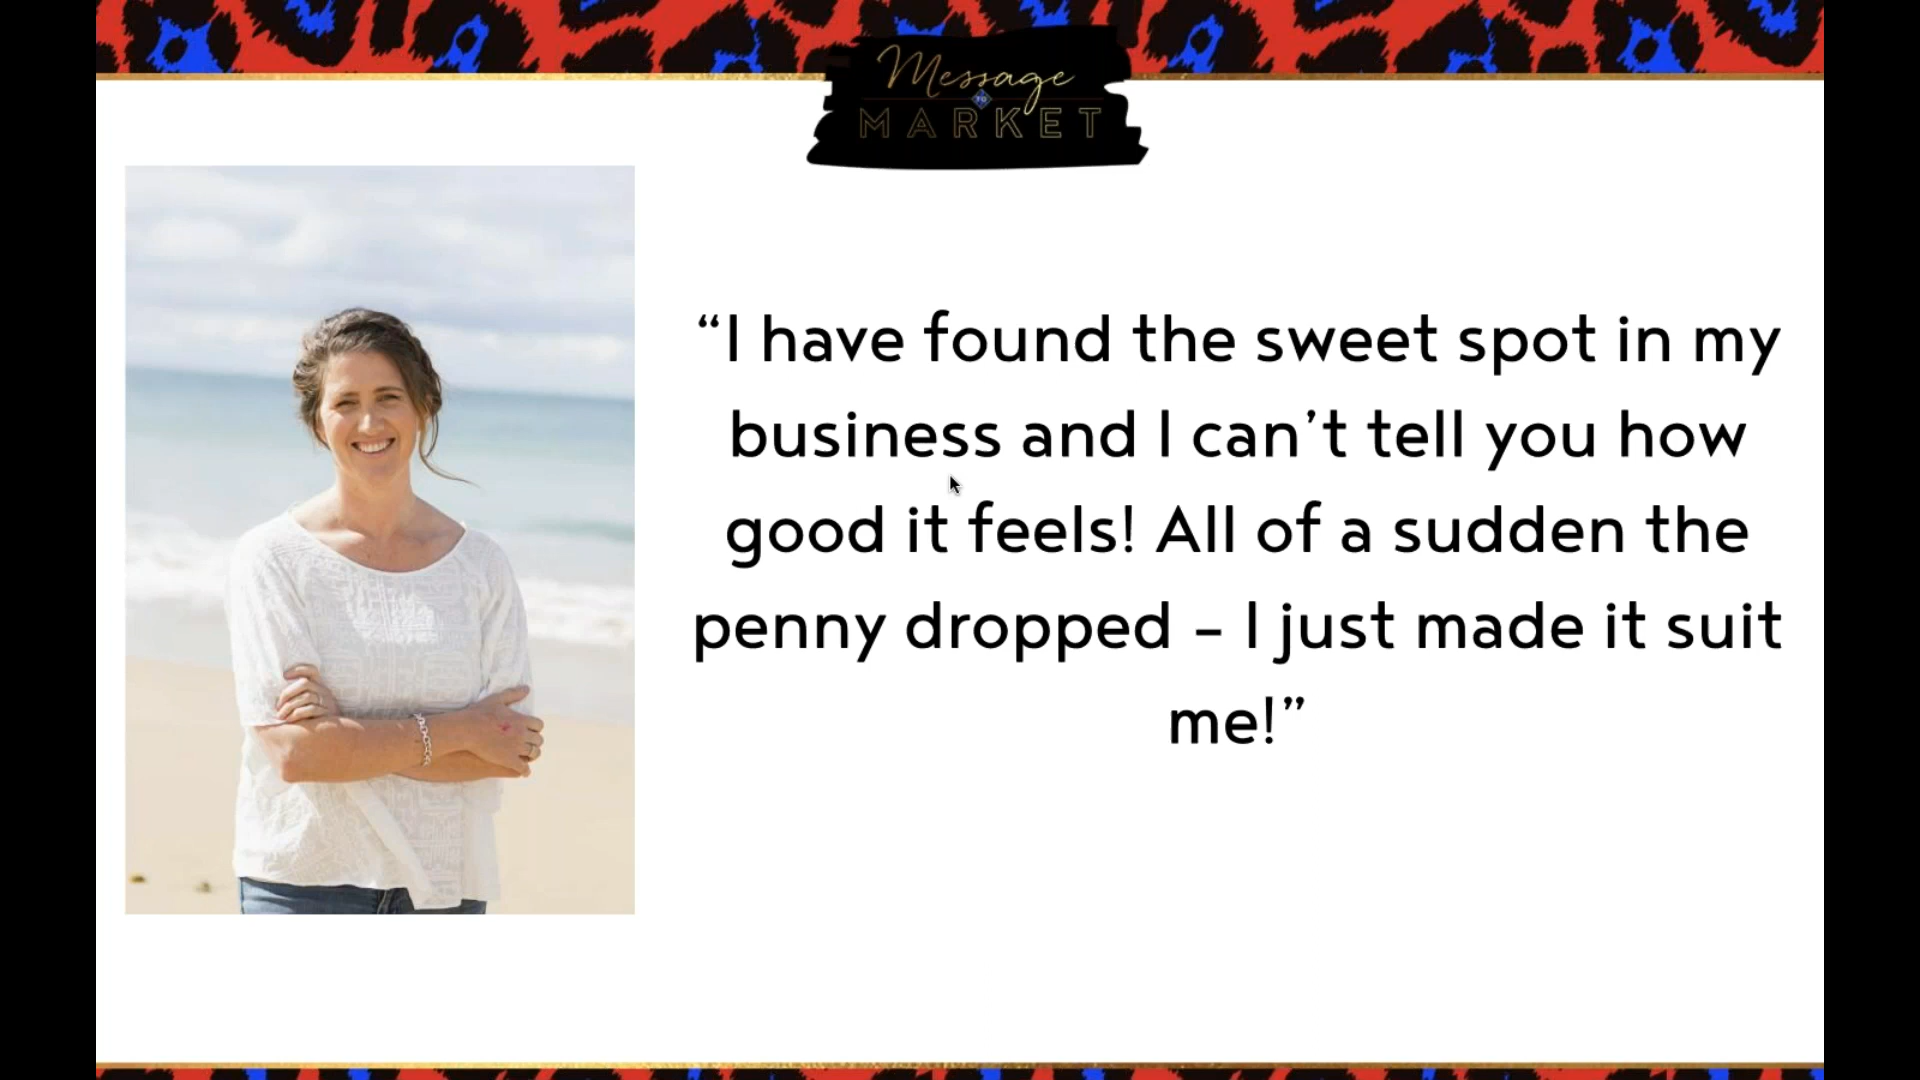 Message
TO
MARKET
“I have found the sweet spot in my
business and I can’t tell you how
good it feels! All of a sudden the
penny dropped – I just made it suit
me!”